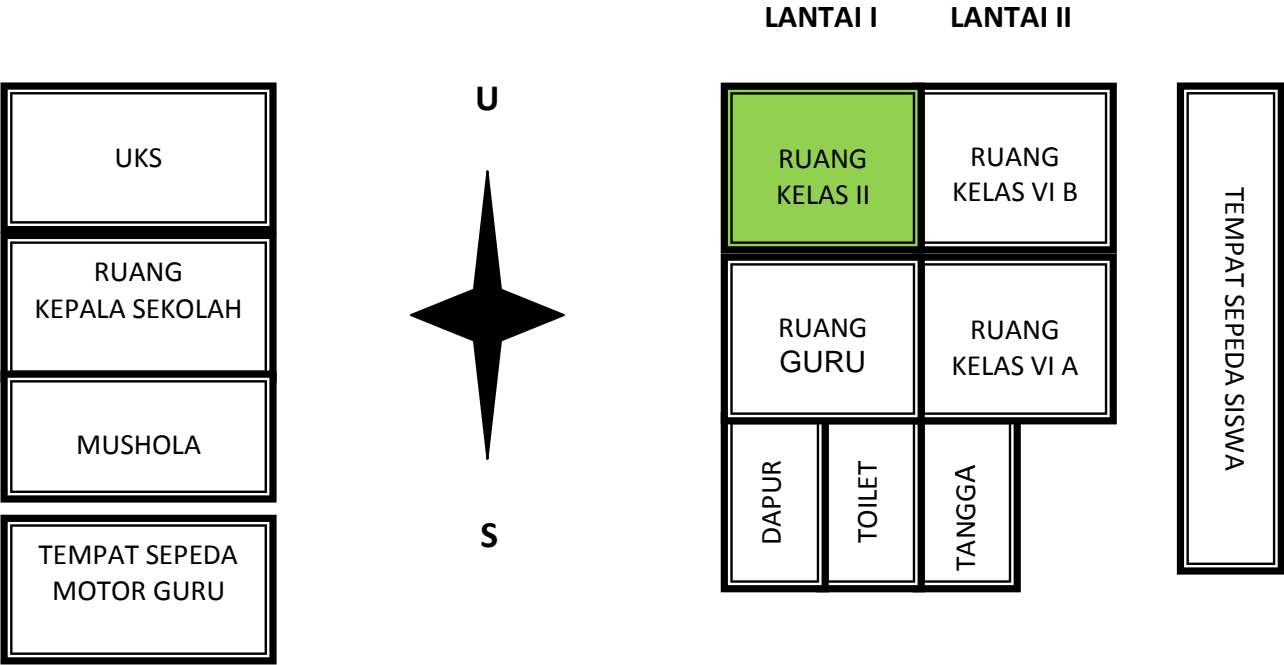 LANTAI I
LANTAI II
U
S
UKS
RUANG
KEPALA SEKOLAH
MUSHOLA
TEMPAT SEPEDA
MOTOR GURU
RUANG
KELAS II
RUANG
KELAS VI B
RUANG
GURU
RUANG
KELAS VI A
DAPUR
TOILET
TANGGA
TEMPAT SEPEDA SISWA